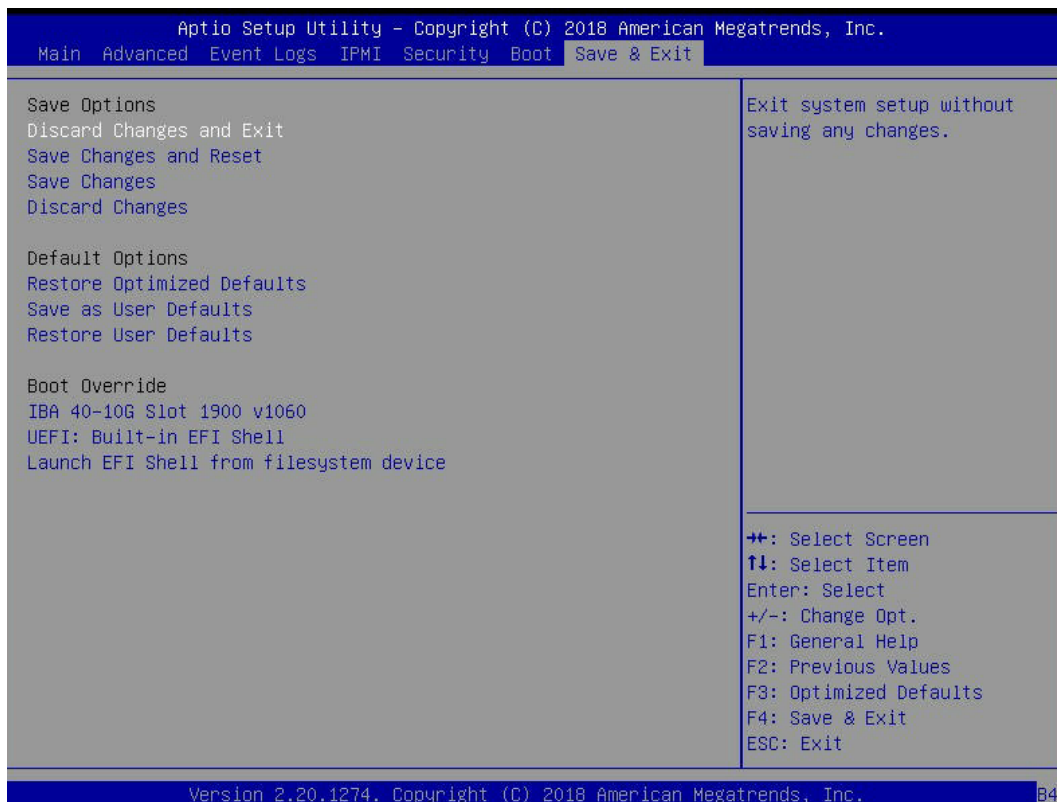 Aptio Setup Utility – Copyright (C) 2018 American Megatrends, Inc.
Main Advanced Event Logs IPMI Security Boot Save & Exit
Save Options
Discard Changes and Exit
Save Changes and Reset
Save Changes
Discard Changes
Default Options
Restore Optimized Defaults
Save as User Defaults
Restore User Defaults
Boot Override
IBA 40-10G Slot 1900 v1060
UEFI: Built-in EFI Shell
Launch EFI Shell from filesystem device
Exit system setup without
saving any changes.
→←: Select Screen
↑↓: Select Item
Enter: Select
+/-: Change Opt.
F1: General Help
F2: Previous Values
F3: Optimized Defaults
F4: Save & Exit
ESC: Exit
Version 2.20.1274. Copyright (C) 2018 American Megatrends, Inc.
B4